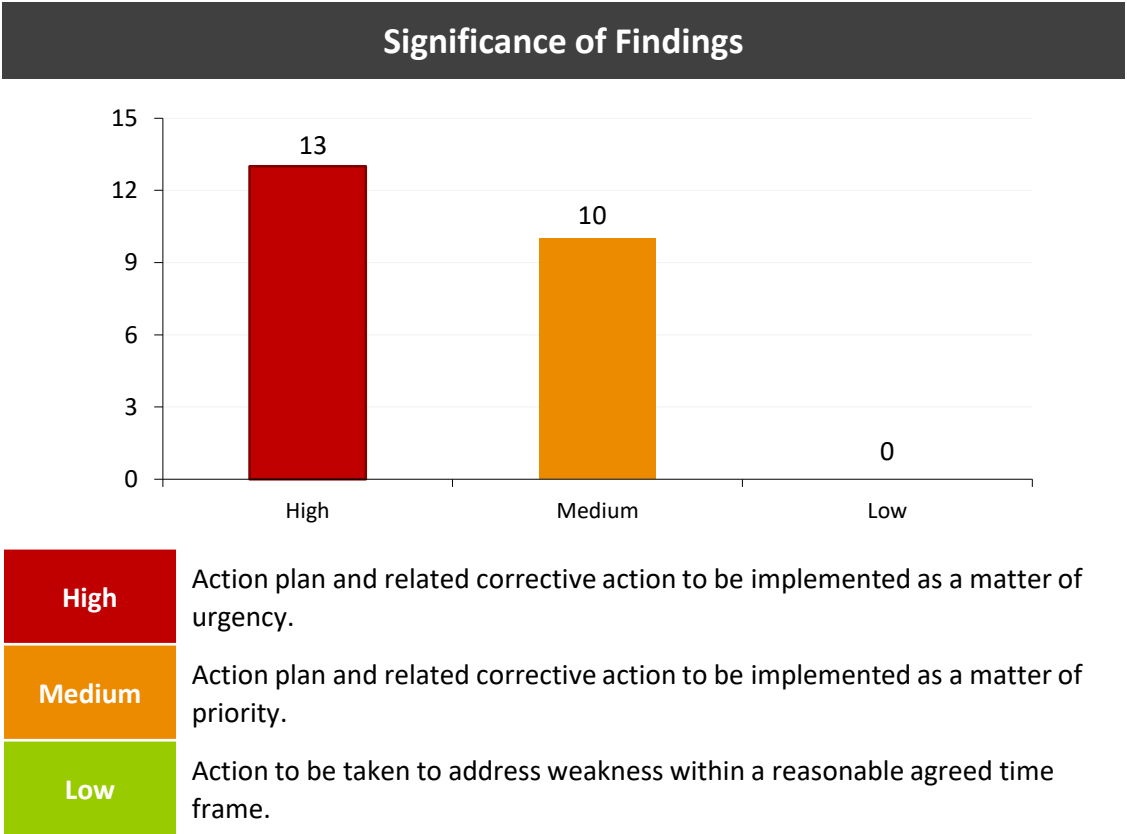 Significance of Findings
15
12
9
6
3
0
13
10
0
High
Medium
Low
High
Action plan and related corrective action to be implemented as a matter of
urgency.
Medium
Action plan and related corrective action to be implemented as a matter of
priority.
Low
Action to be taken to address weakness within a reasonable agreed time
frame.